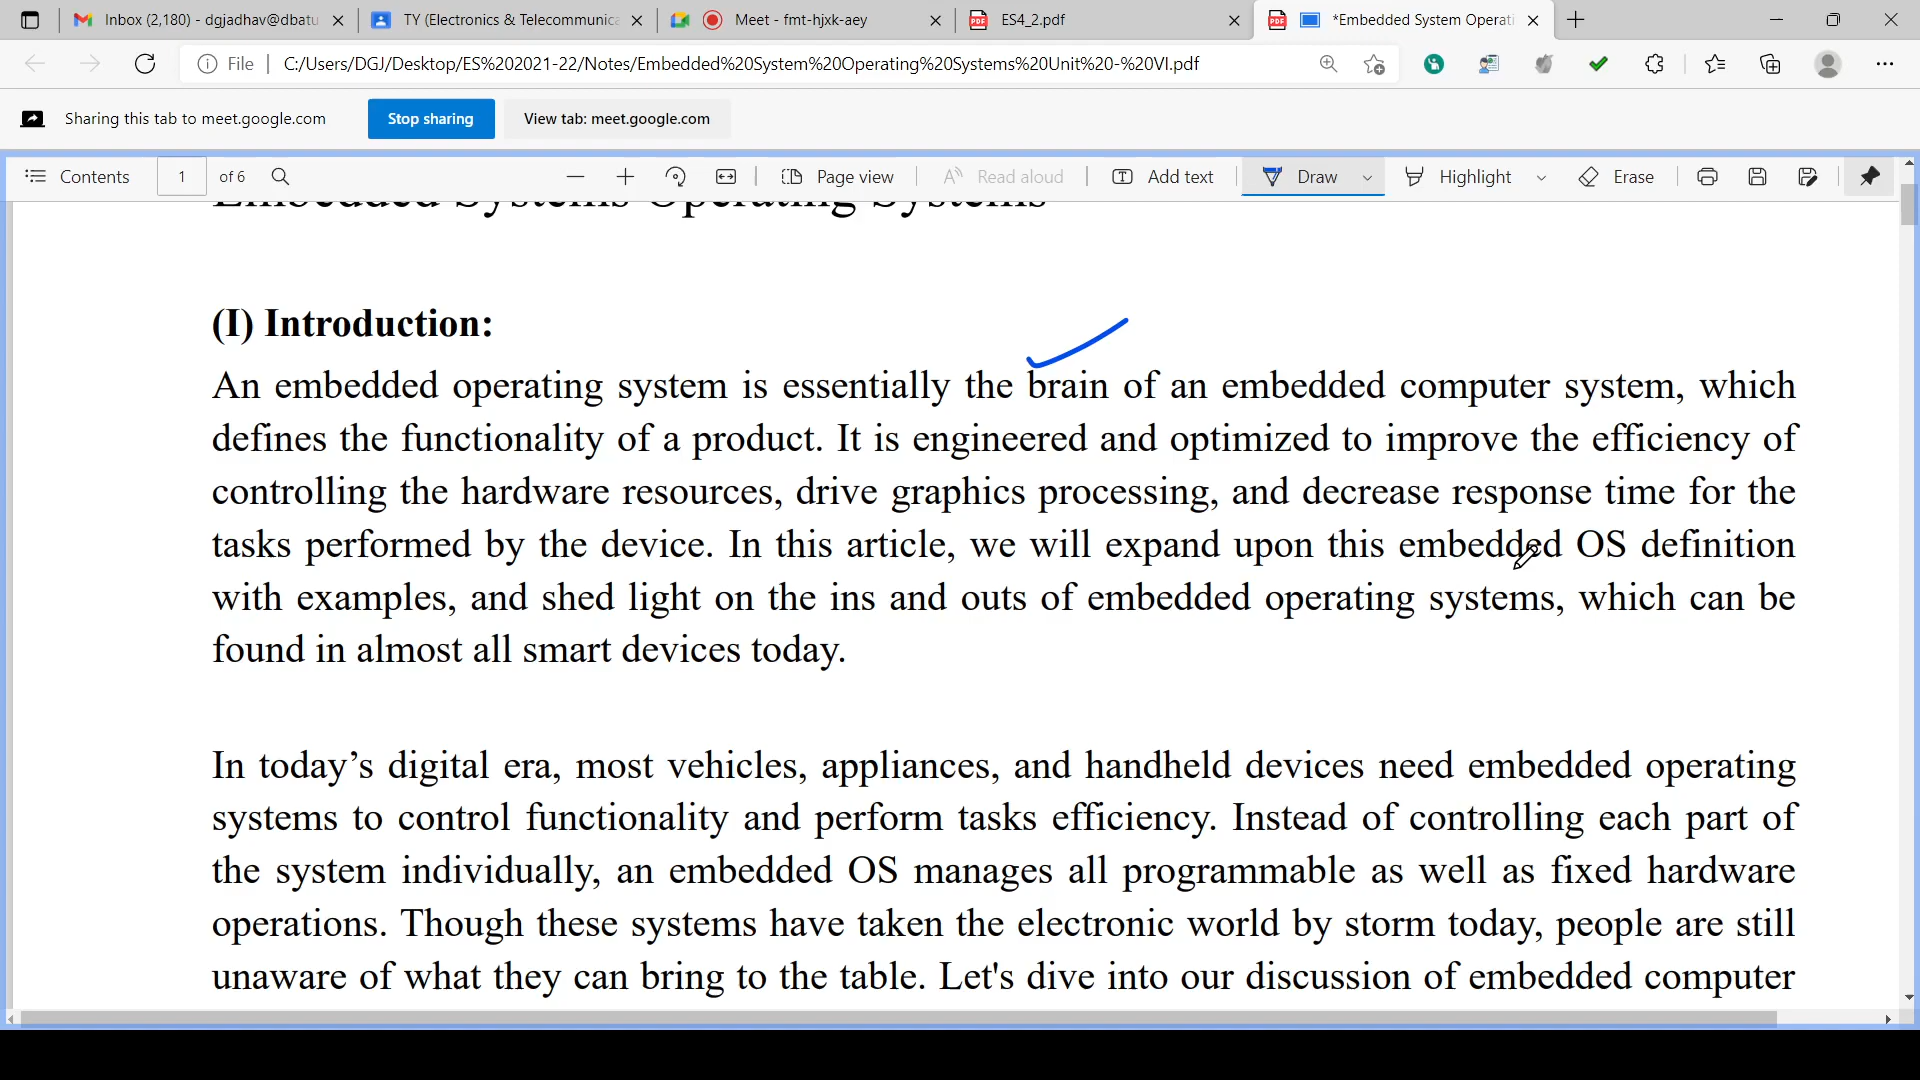 Inbox (2,180) - dgjadhav@dbatu
TY (Electronics & Telecommunica
Meet - fmt-hjxk-aey
ES4_2.pdf
*Embedded System Operati
File
C:/Users/DGJ/Desktop/ES%202021-22/Notes/Embedded%20System%20Operating%20Systems%20Unit%20-%20VI.pdf
Sharing this tab to meet.google.com
Stop sharing
View tab: meet.google.com
Contents
1
of 6
Page view
Read aloud
Add text
Draw
Highlight
Erase
Embedded Systems Operating Systems
(I) Introduction:
An embedded operating system is essentially the brain of an embedded computer system, which
defines the functionality of a product. It is engineered and optimized to improve the efficiency of
controlling the hardware resources, drive graphics processing, and decrease response time for the
tasks performed by the device. In this article, we will expand upon this embedded OS definition
with examples, and shed light on the ins and outs of embedded operating systems, which can be
found in almost all smart devices today.
In today’s digital era, most vehicles, appliances, and handheld devices need embedded operating
systems to control functionality and perform tasks efficiency. Instead of controlling each part of
the system individually, an embedded OS manages all programmable as well as fixed hardware
operations. Though these systems have taken the electronic world by storm today, people are still
unaware of what they can bring to the table. Let's dive into our discussion of embedded computer